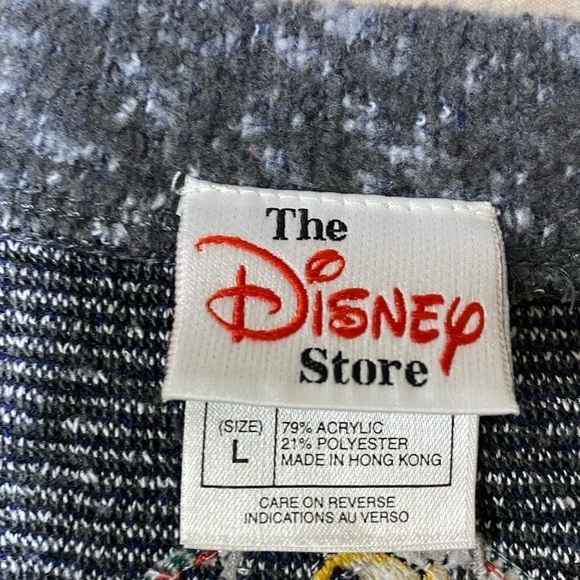 The
Disney
Store
(SIZE)
L
79% ACRYLIC
21% POLYESTER
MADE IN HONG KONG
CARE ON REVERSE
INDICATIONS AU VERSO